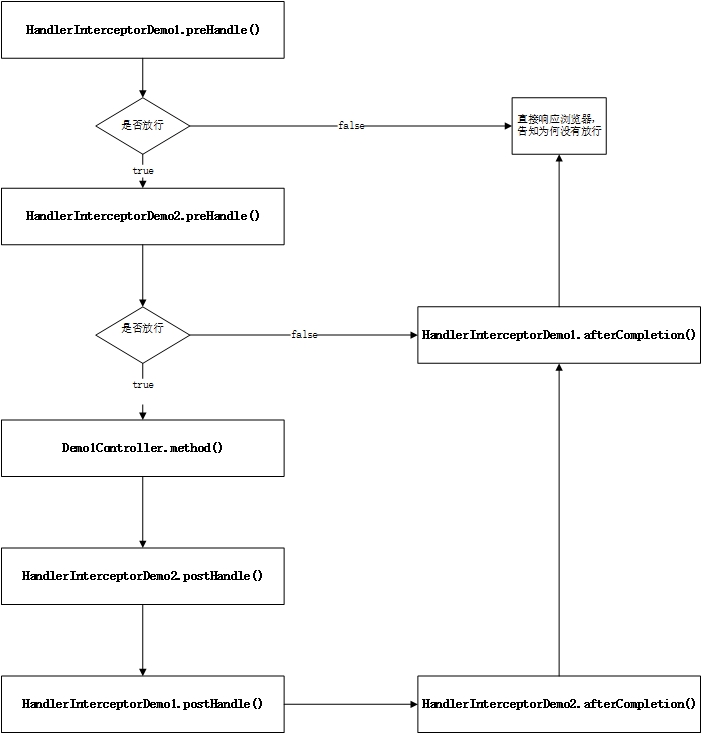 HandlerInterceptorDemo1.preHandle()
是否放行
false
直接响应浏览器，
告知为何没有放行
true
HandlerInterceptorDemo2.preHandle()
是否放行
false
HandlerInterceptorDemo1.afterCompletion()
true
Demo1Controller.method()
HandlerInterceptorDemo2.postHandle()
HandlerInterceptorDemo1.postHandle()
HandlerInterceptorDemo2.afterCompletion()